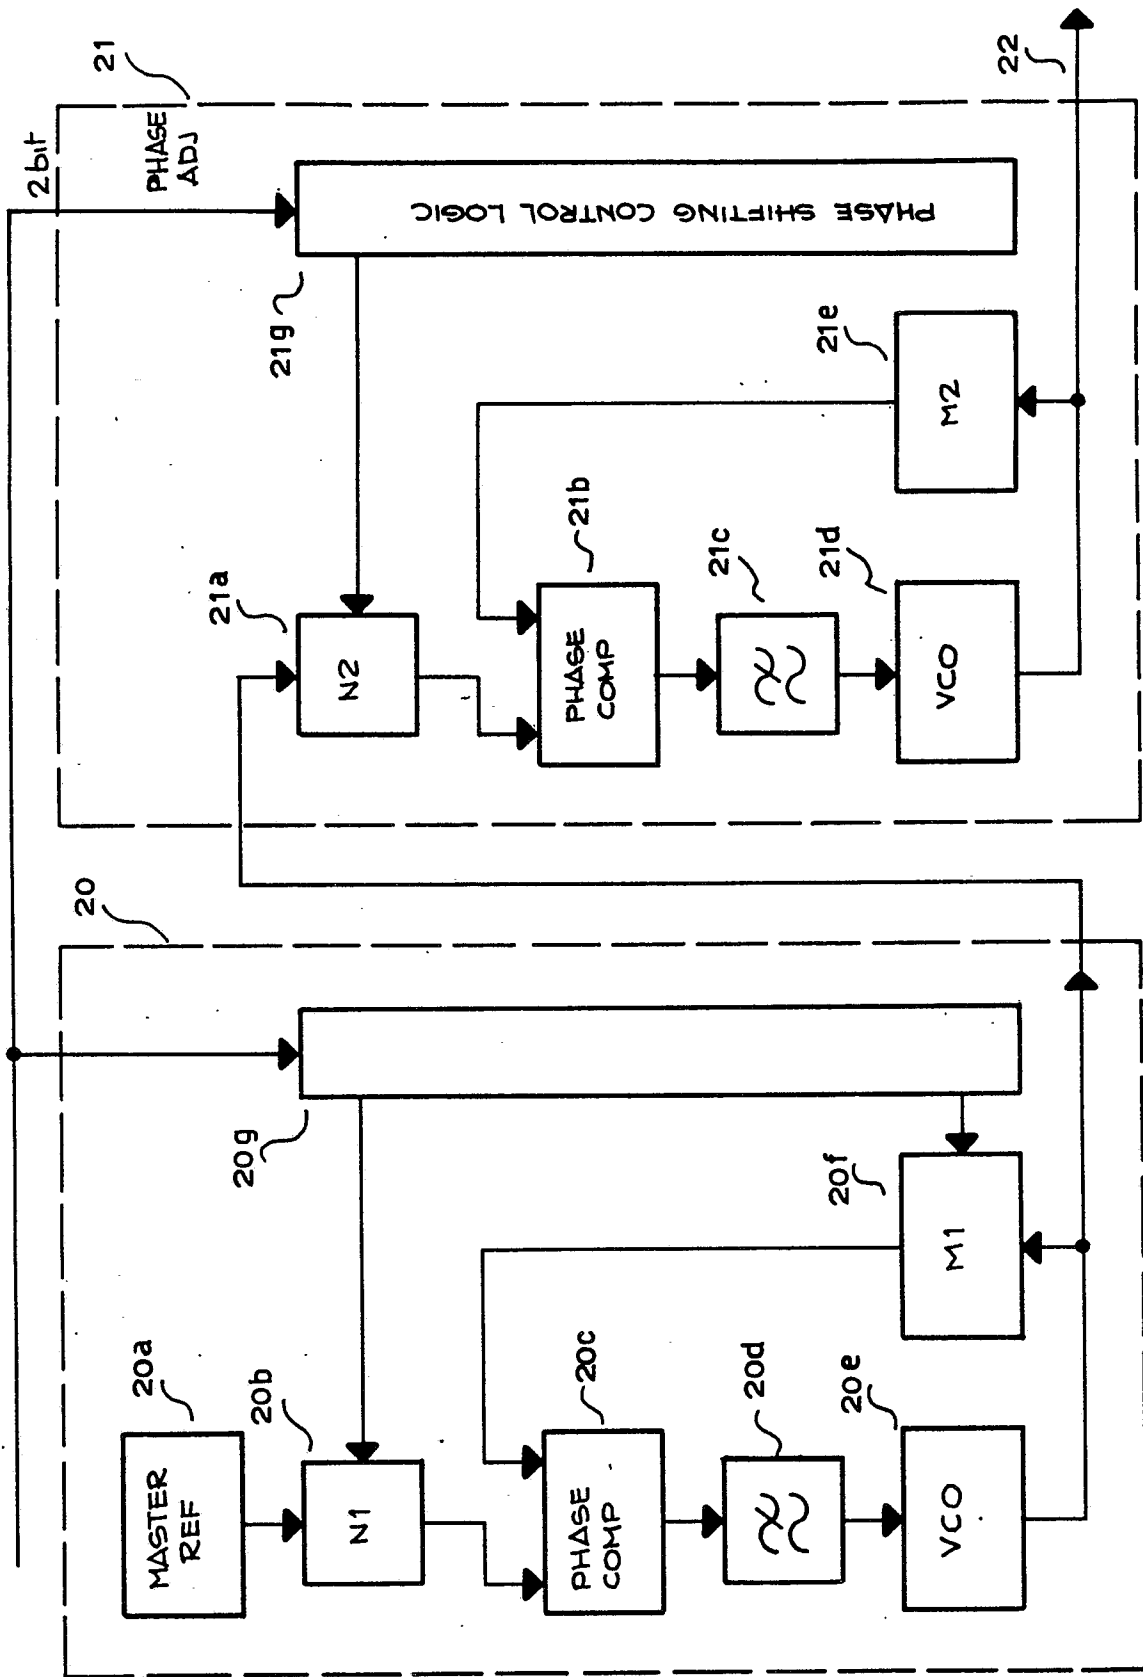 2bit
21
PHASE
ADJ
22
PHASE SHIFTING CONTROL LOGIC
21g
21e
M2
21a
N2
21b
PHASE
COMP
21c
21d
VCO
20
20g
20f
M1
20a
MASTER
REF
20b
N1
20c
PHASE
COMP
20d
20e
VCO